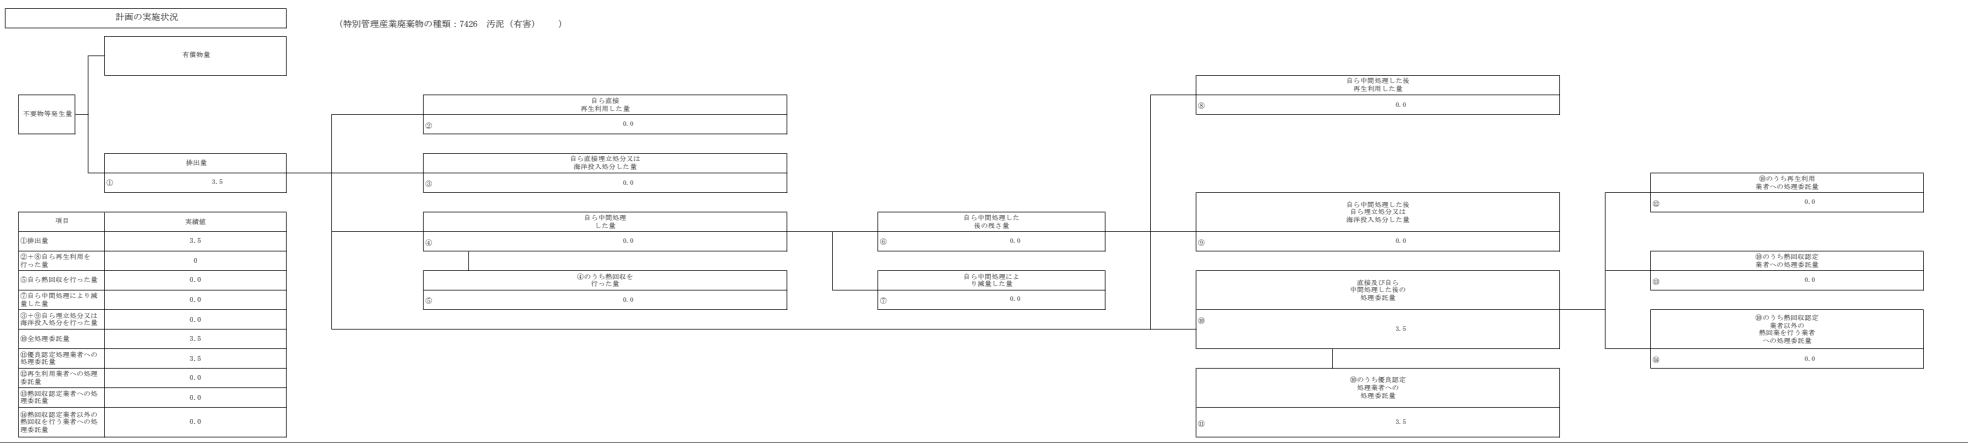 計画の実施状況
（特別管理産業廃棄物の種類：7426　汚泥（有害）　　）
有償物量
不要物等発生量
排出量
① 3.5
自ら直接
再生利用した量
② 0.0
自ら直接埋立処分又は
海洋投入処分した量
③ 0.0
自ら中間処理
した量
④ 0.0
④のうち熱回収を
行った量
⑤ 0.0
自ら中間処理した
後の残さ量
⑥ 0.0
自ら中間処理によ
り減量した量
⑦ 0.0
自ら中間処理した後
再生利用した量
⑧ 0.0
自ら中間処理した後
自ら埋立処分又は
海洋投入処分した量
⑨ 0.0
直接及び自ら
中間処理した後の
処理委託量
⑩ 3.5
⑩のうち優良認定
処理業者への
処理委託量
⑪ 3.5
⑩のうち再生利用
業者への処理委託量
⑫ 0.0
⑩のうち熱回収認定
業者への処理委託量
⑬ 0.0
⑩のうち熱回収認定
業者以外の
熱回業を行う業者
への処理委託量
⑭ 0.0
項目 実績値
①排出量 3.5
②＋⑧自ら再生利用を
行った量 0
⑤自ら熱回収を行った量 0.0
⑦自ら中間処理により減
量した量 0.0
③＋⑨自ら埋立処分又は
海洋投入処分を行った量 0.0
⑩全処理委託量 3.5
⑪優良認定処理業者への
処理委託量 3.5
⑫再生利用業者への処理
委託量 0.0
⑬熱回収認定業者への処
理委託量 0.0
⑭熱回収認定業者以外の
熱回収を行う業者への処
理委託量 0.0